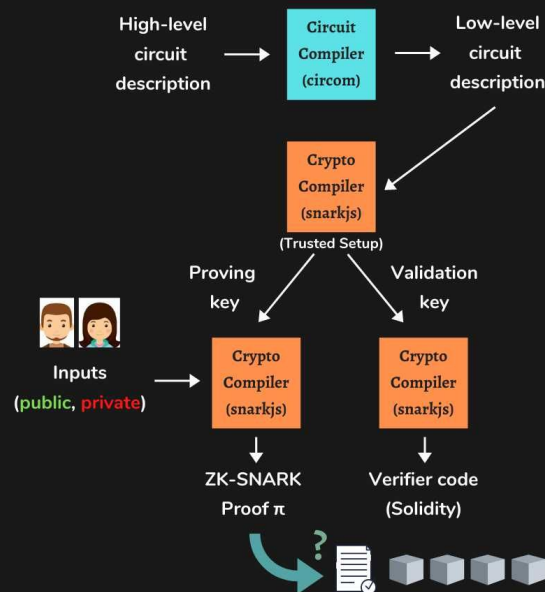 High-level
circuit
description
Circuit
Compiler
(circom)
Low-level
circuit
description
Crypto
Compiler
(snarkjs)
(Trusted Setup)
Proving
key
Validation
key
Inputs
(public, private)
Crypto
Compiler
(snarkjs)
Crypto
Compiler
(snarkjs)
ZK-SNARK
Proof π
Verifier code
(Solidity)
?